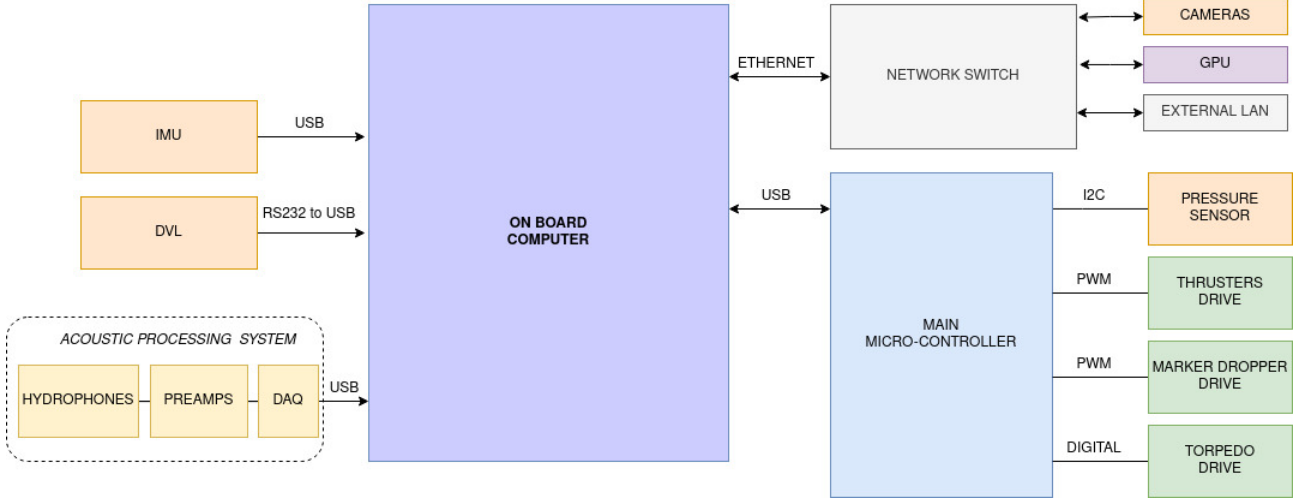 CAMERAS
ETHERNET
NETWORK SWITCH
GPU
EXTERNAL LAN
IMU
USB
DVL
RS232 to USB
ON BOARD
COMPUTER
USB
I2C
PRESSURE
SENSOR
PWM
THRUSTERS
DRIVE
MAIN
MICRO-CONTROLLER
PWM
MARKER DROPPER
DRIVE
DIGITAL
TORPEDO
DRIVE
ACOUSTIC PROCESSING SYSTEM
HYDROPHONES
PREAMPS
DAQ
USB